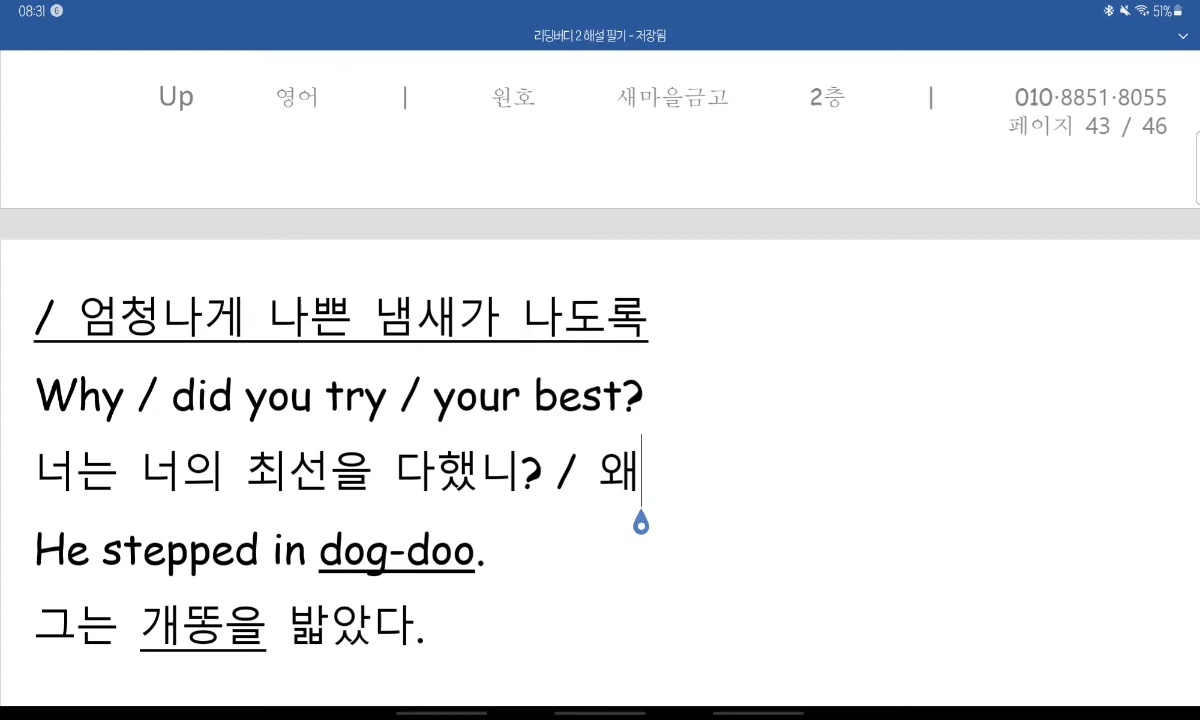 08:31 6 51%
리딩버디 2 해설 필기 - 저장됨
Up 영어 | 원호 새마을금고 2층 | 010·8851·8055
페이지 43 / 46
/ 엄청나게 나쁜 냄새가 나도록
Why / did you try / your best?
너는 너의 최선을 다했니? / 왜
He stepped in dog-doo.
그는 개똥을 밟았다.